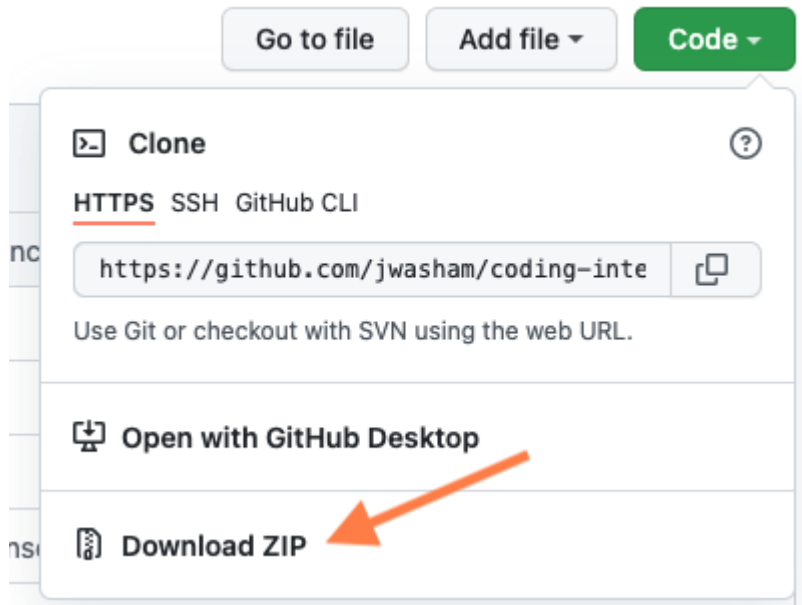 Go to file Add file Code
Clone
HTTPS SSH GitHub CLI
nc
https://github.com/jwasham/coding-inte
Use Git or checkout with SVN using the web URL.
Open with GitHub Desktop
Download ZIP